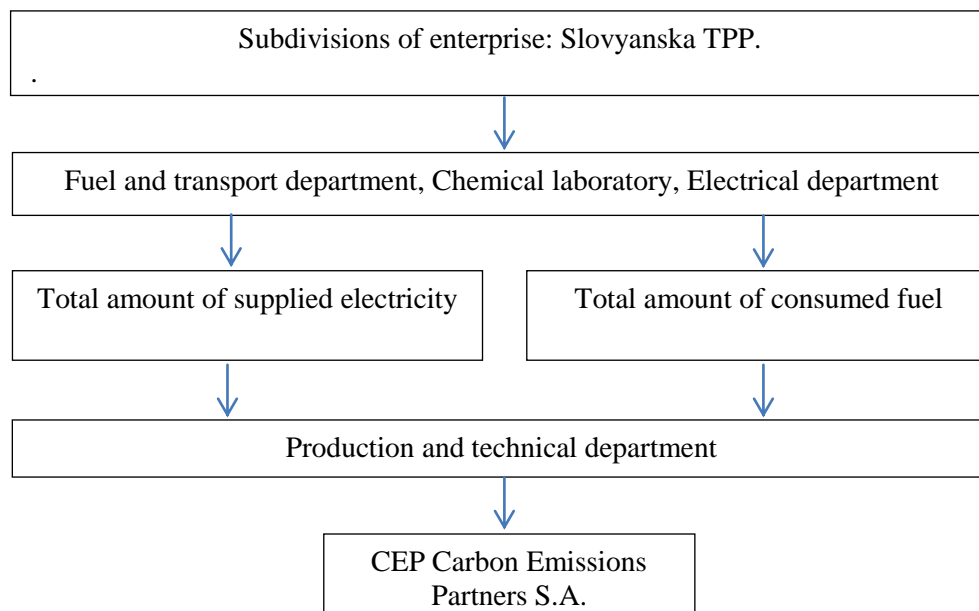 Subdivisions of enterprise: Slovyanska TPP.
.
Fuel and transport department, Chemical laboratory, Electrical department
Total amount of supplied electricity
Total amount of consumed fuel
Production and technical department
CEP Carbon Emissions
Partners S.A.